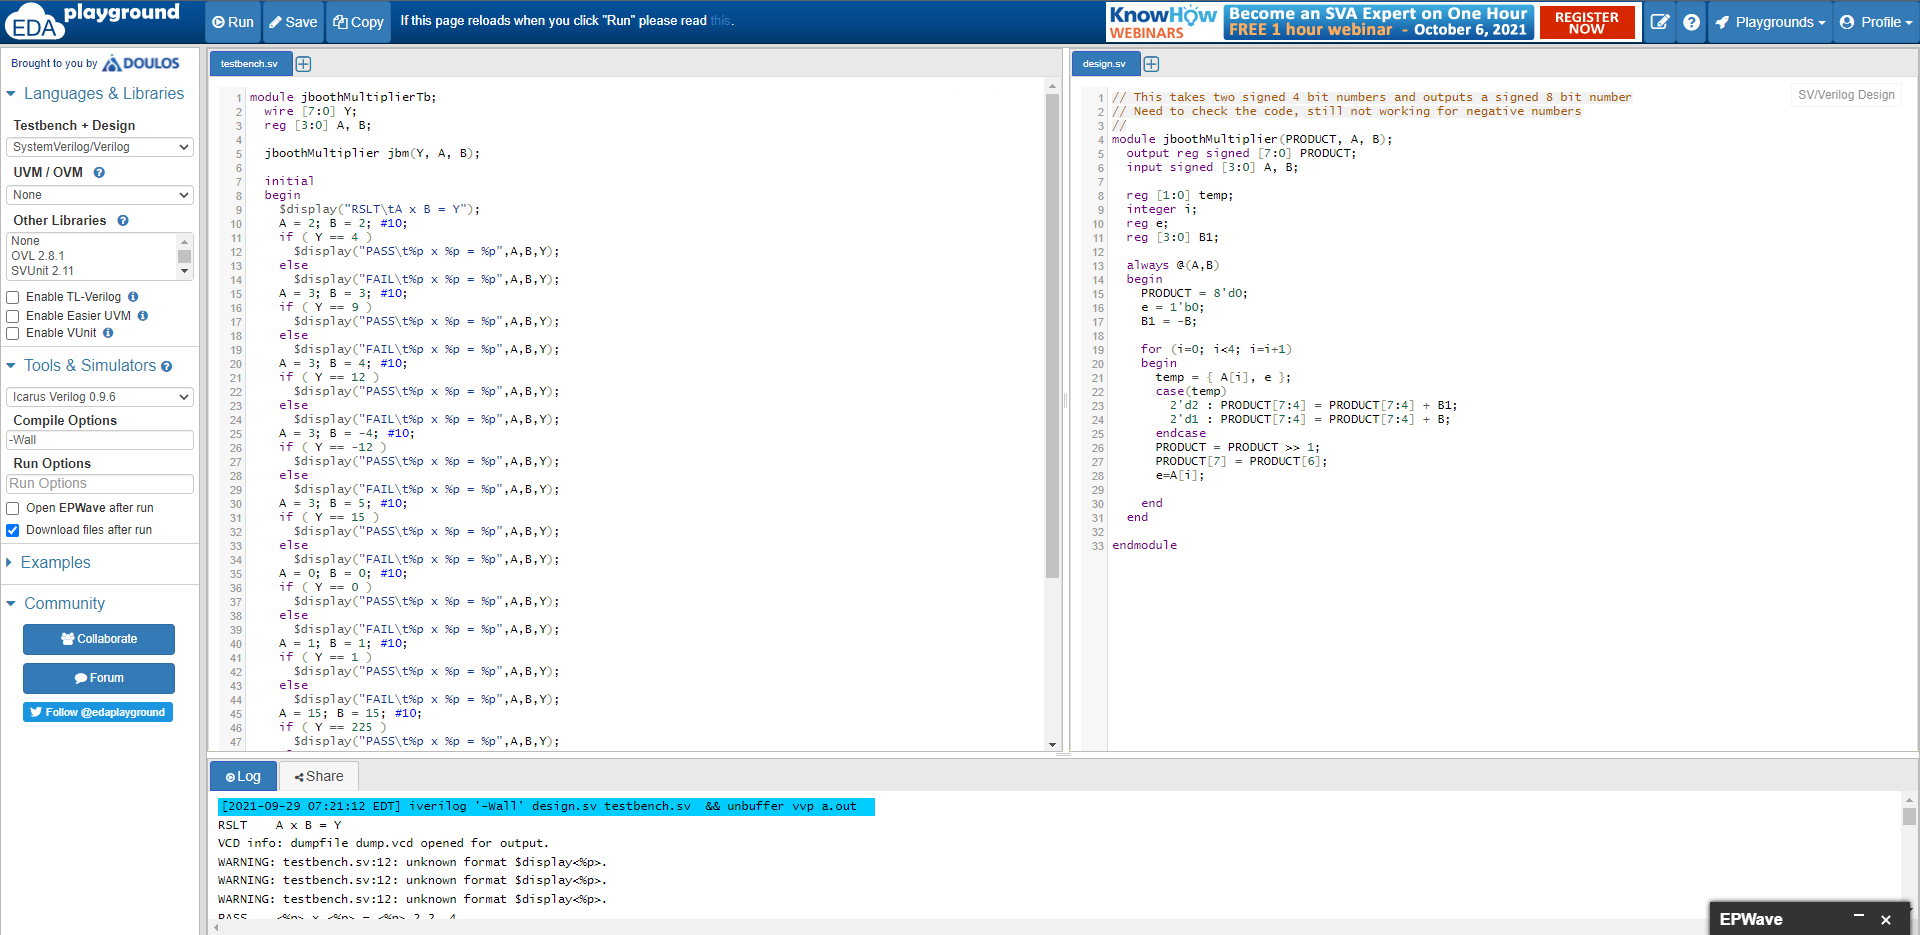 EDA playground
Run
Save
Copy
If this page reloads when you click "Run" please read this.
KnowHow WEBINARS
Become an SVA Expert on One Hour
FREE 1 hour webinar - October 6, 2021
REGISTER NOW
Playgrounds
Profile
Brought to you by DOULOS
Languages & Libraries
Testbench + Design
SystemVerilog/Verilog
UVM / OVM
None
Other Libraries
None
OVL 2.8.1
SVUnit 2.11
Enable TL-Verilog
Enable Easier UVM
Enable VUnit
Tools & Simulators
Icarus Verilog 0.9.6
Compile Options
-Wall
Run Options
Run Options
Open EPWave after run
Download files after run
Examples
Community
Collaborate
Forum
Follow @edaplayground
testbench.sv
1 module jboothMultiplierTb;
2 wire [7:0] Y;
3 reg [3:0] A, B;
4
5 jboothMultiplier jbm(Y, A, B);
6
7 initial
8 begin
9 $display("RSLT\tA x B = Y");
10 A = 2; B = 2; #10;
11 if ( Y == 4 )
12 $display("PASS\t%p x %p = %p",A,B,Y);
13 else
14 $display("FAIL\t%p x %p = %p",A,B,Y);
15 A = 3; B = 3; #10;
16 if ( Y == 9 )
17 $display("PASS\t%p x %p = %p",A,B,Y);
18 else
19 $display("FAIL\t%p x %p = %p",A,B,Y);
20 A = 3; B = 4; #10;
21 if ( Y == 12 )
22 $display("PASS\t%p x %p = %p",A,B,Y);
23 else
24 $display("FAIL\t%p x %p = %p",A,B,Y);
25 A = 3; B = -4; #10;
26 if ( Y == -12 )
27 $display("PASS\t%p x %p = %p",A,B,Y);
28 else
29 $display("FAIL\t%p x %p = %p",A,B,Y);
30 A = 3; B = 5; #10;
31 if ( Y == 15 )
32 $display("PASS\t%p x %p = %p",A,B,Y);
33 else
34 $display("FAIL\t%p x %p = %p",A,B,Y);
35 A = 0; B = 0; #10;
36 if ( Y == 0 )
37 $display("PASS\t%p x %p = %p",A,B,Y);
38 else
39 $display("FAIL\t%p x %p = %p",A,B,Y);
40 A = 1; B = 1; #10;
41 if ( Y == 1 )
42 $display("PASS\t%p x %p = %p",A,B,Y);
43 else
44 $display("FAIL\t%p x %p = %p",A,B,Y);
45 A = 15; B = 15; #10;
46 if ( Y == 225 )
47 $display("PASS\t%p x %p = %p",A,B,Y);
design.sv
SV/Verilog Design
1 // This takes two signed 4 bit numbers and outputs a signed 8 bit number
2 // Need to check the code, still not working for negative numbers
3 //
4 module jboothMultiplier(PRODUCT, A, B);
5 output reg signed [7:0] PRODUCT;
6 input signed [3:0] A, B;
7
8 reg [1:0] temp;
9 integer i;
10 reg e;
11 reg [3:0] B1;
12
13 always @(A,B)
14 begin
15 PRODUCT = 8'd0;
16 e = 1'b0;
17 B1 = -B;
18
19 for (i=0; i<4; i=i+1)
20 begin
21 temp = { A[i], e };
22 case(temp)
23 2'd2 : PRODUCT[7:4] = PRODUCT[7:4] + B1;
24 2'd1 : PRODUCT[7:4] = PRODUCT[7:4] + B;
25 endcase
26 PRODUCT = PRODUCT >> 1;
27 PRODUCT[7] = PRODUCT[6];
28 e=A[i];
29
30 end
31 end
32
33 endmodule
Log
Share
[2021-09-29 07:21:12 EDT] iverilog '-Wall' design.sv testbench.sv && unbuffer vvp a.out
RSLT A x B = Y
VCD info: dumpfile dump.vcd opened for output.
WARNING: testbench.sv:12: unknown format $display<%p>.
WARNING: testbench.sv:12: unknown format $display<%p>.
WARNING: testbench.sv:12: unknown format $display<%p>.
PASS <%p> x <%p> = <%p> 2 2 4
EPWave